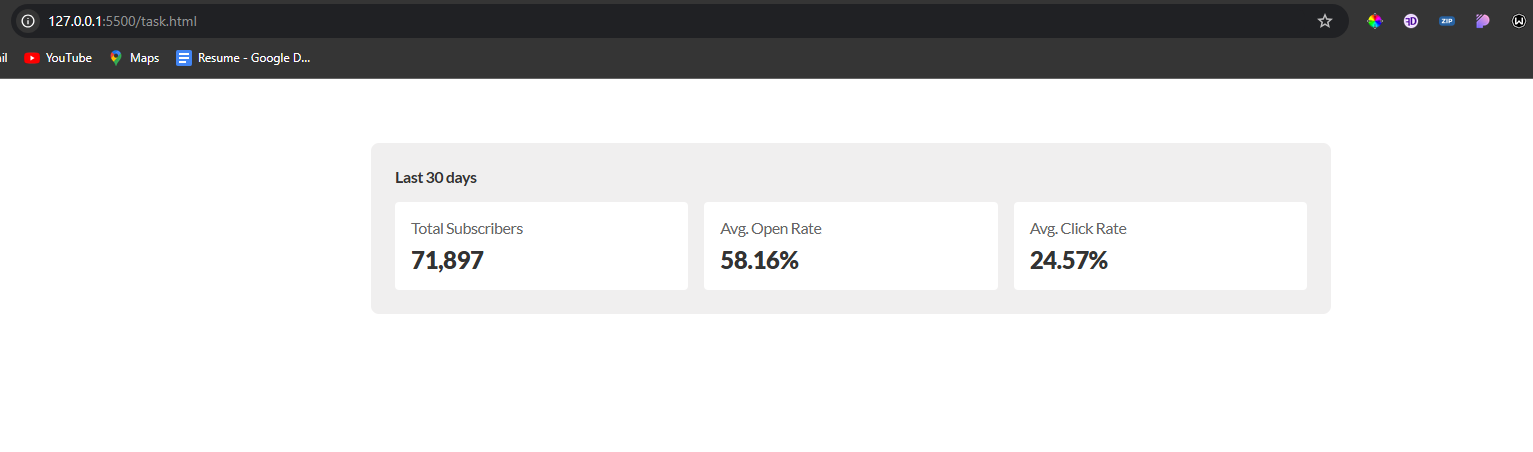 127.0.0.1:5500/task.html
ZIP
il YouTube Maps Resume - Google D...
Last 30 days
Total Subscribers Avg. Open Rate Avg. Click Rate
71,897 58.16% 24.57%